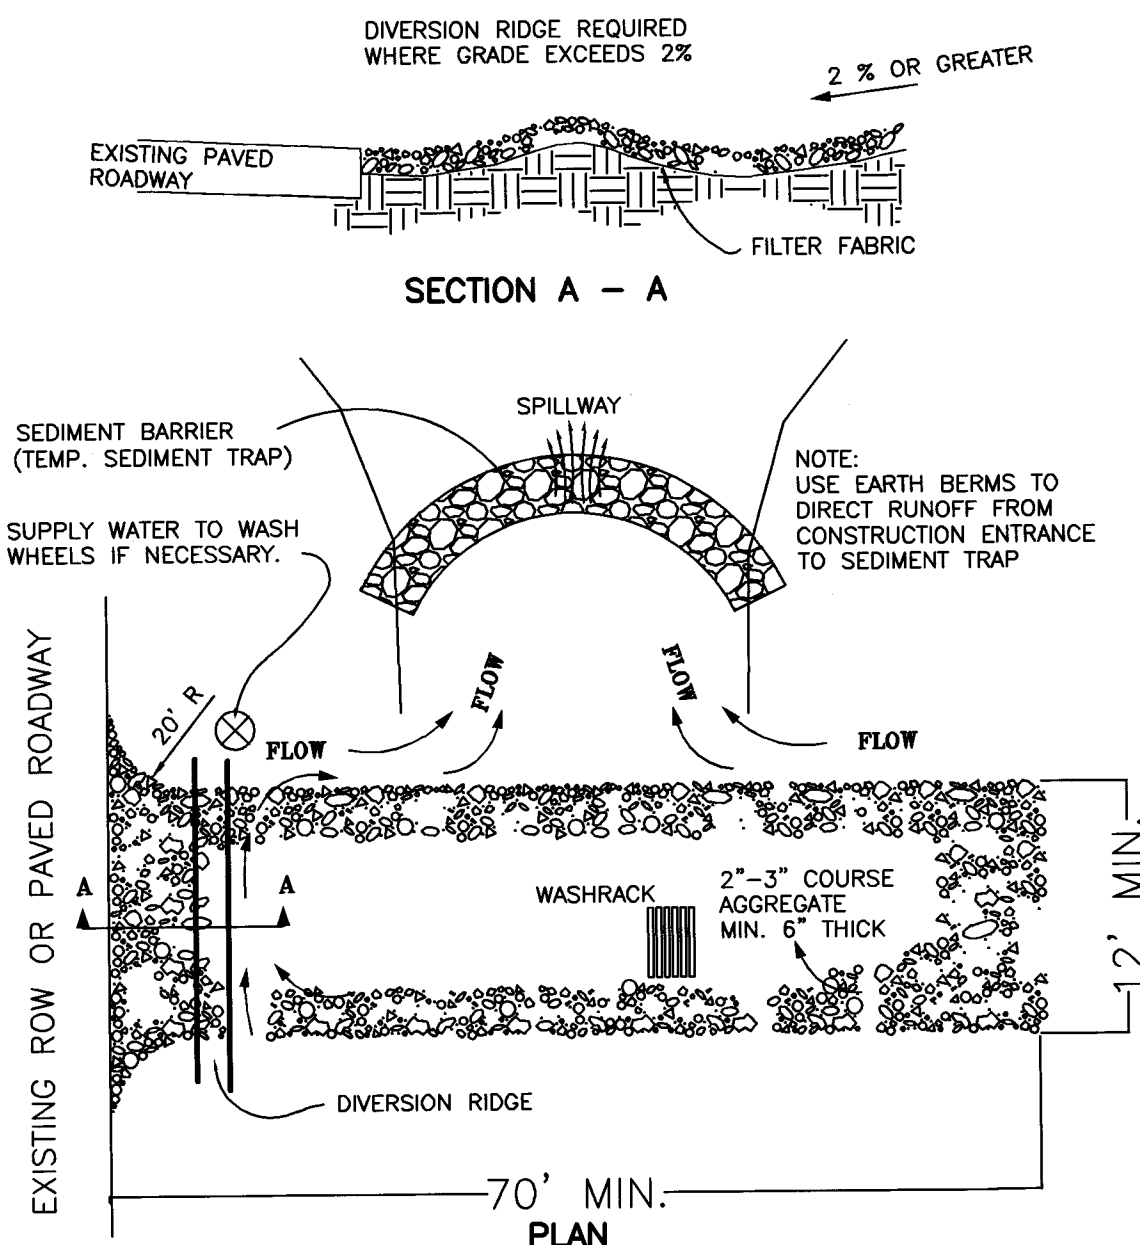 DIVERSION RIDGE REQUIRED
WHERE GRADE EXCEEDS 2%
2 % OR GREATER
EXISTING PAVED
ROADWAY
FILTER FABRIC
SECTION A - A
SPILLWAY
SEDIMENT BARRIER
(TEMP. SEDIMENT TRAP)
NOTE:
USE EARTH BERMS TO
DIRECT RUNOFF FROM
CONSTRUCTION ENTRANCE
TO SEDIMENT TRAP
SUPPLY WATER TO WASH
WHEELS IF NECESSARY.
EXISTING ROW OR PAVED ROADWAY
20' R
FLOW
FLOW
FLOW
FLOW
A
A
WASHRACK
2"-3" COURSE
AGGREGATE
MIN. 6" THICK
12' MIN.
DIVERSION RIDGE
70' MIN.
PLAN